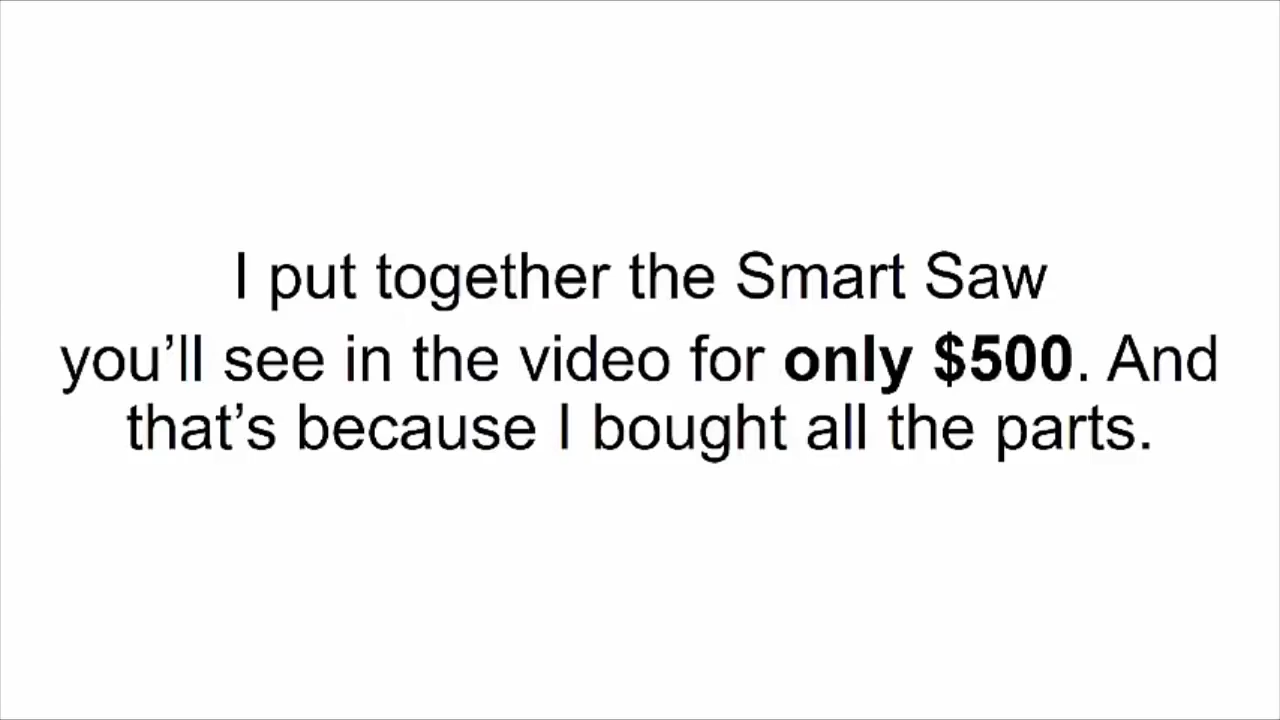 I put together the Smart Saw
you’ll see in the video for only $500. And
that’s because I bought all the parts.